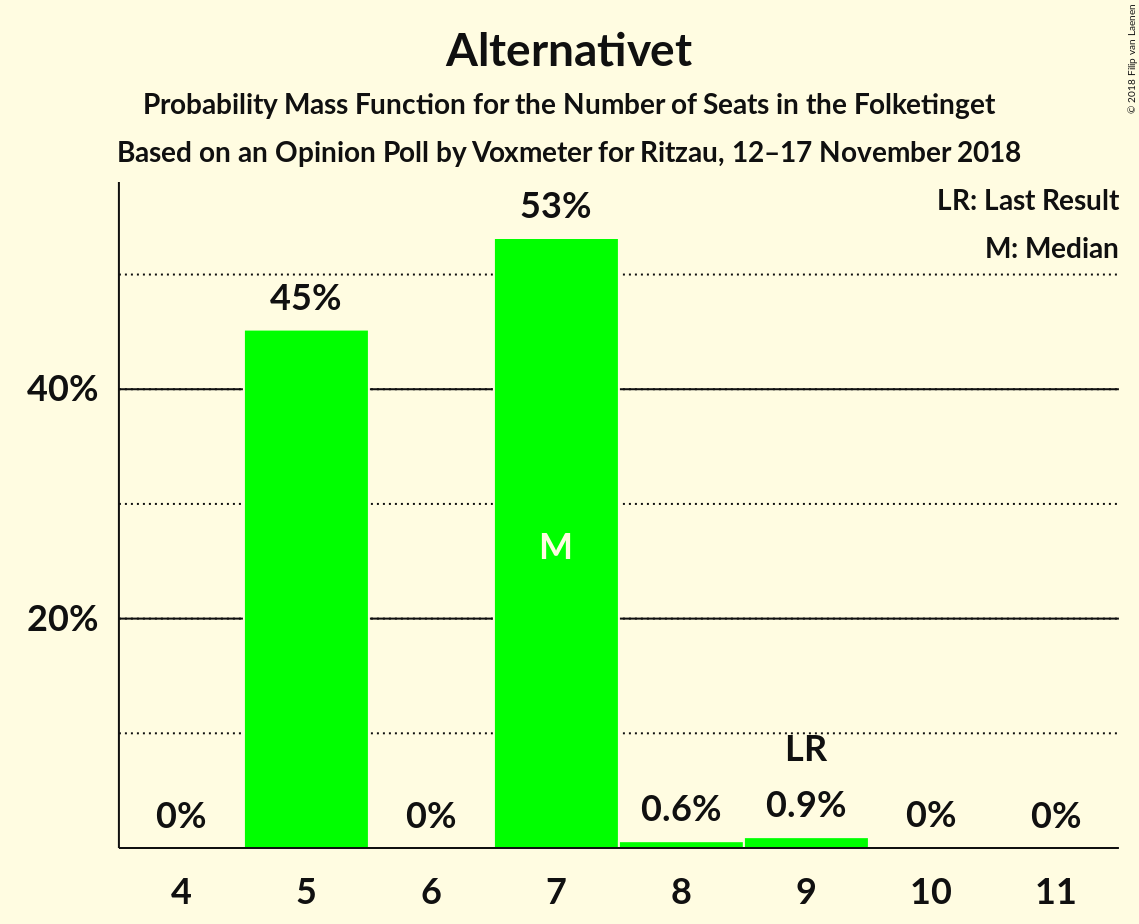 Alternativet
Probability Mass Function for the Number of Seats in the Folketinget
Based on an Opinion Poll by Voxmeter for Ritzau, 12–17 November 2018
© 2018 Filip van Laenen
LR: Last Result
M: Median
53%
45%
40%
M
20%
LR
0% 0% 0.6% 0.9% 0% 0%
4 5 6 7 8 9 10 11